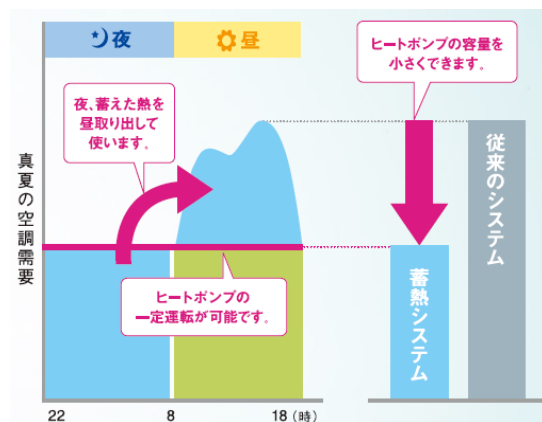 夜
昼
ヒートポンプの容量を
小さくできます。
夜、蓄えた熱を
昼取り出して
使います。
真夏の空調需要
ヒートポンプの
一定運転が可能です。
蓄熱システム
従来のシステム
22
8
18（時）